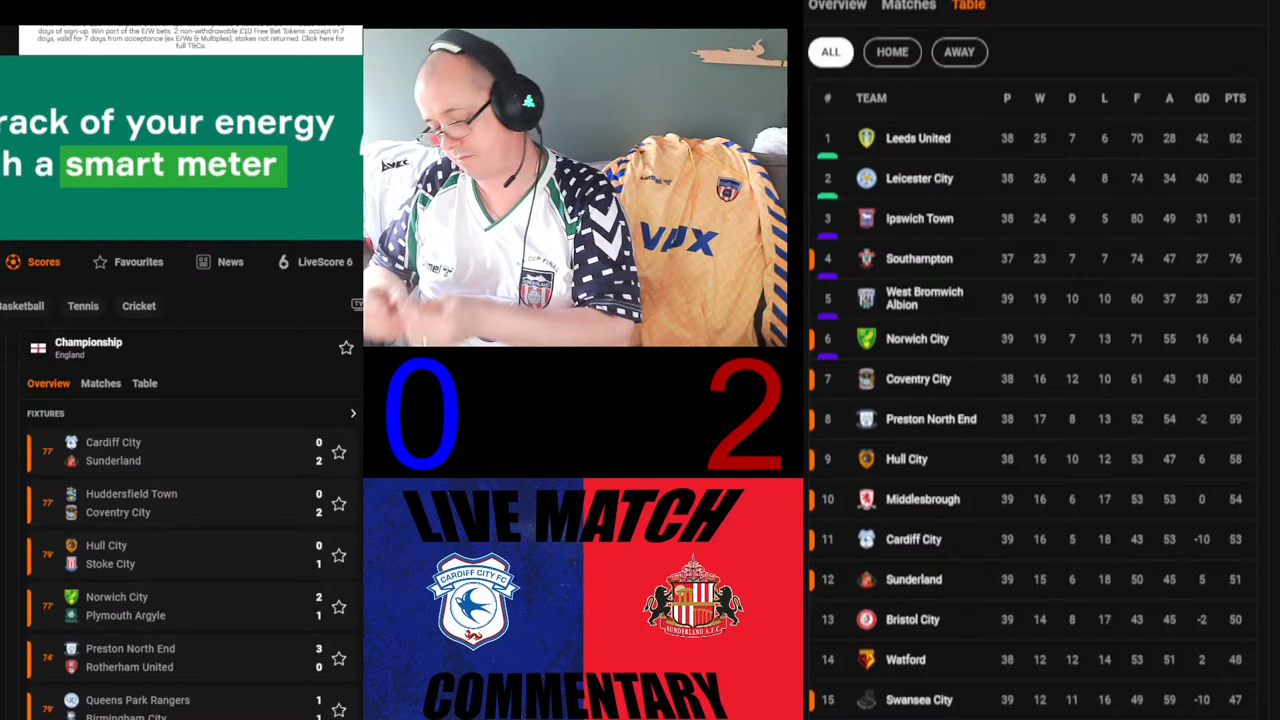 days of sign-up. Win part of the E/W bets. 2 non-withdrawable £10 Free Bet Tokens: accept in 7
days, valid for 7 days from acceptance (ex E/Ws & Multiples), stakes not returned. Click here for
full T&Cs.
rack of your energy
h a smart meter
Scores Favourites News 6 LiveScore 6
Basketball Tennis Cricket TV
Championship
England
Overview Matches Table
FIXTURES
77' Cardiff City 0
Sunderland 2
77' Huddersfield Town 0
Coventry City 2
79' Hull City 0
Stoke City 1
77' Norwich City 2
Plymouth Argyle 1
74' Preston North End 3
Rotherham United 0
79' Queens Park Rangers 1
Birmingham City 1
CUP FINAL
SUNDERLAND
VAUX
0 2
LIVE MATCH
CARDIFF CITY FC
SUNDERLAND A.F.C
COMMENTARY
Overview Matches Table
ALL HOME AWAY
# TEAM P W D L F A GD PTS
1 Leeds United 38 25 7 6 70 28 42 82
2 Leicester City 38 26 4 8 74 34 40 82
3 Ipswich Town 38 24 9 5 80 49 31 81
4 Southampton 37 23 7 7 74 47 27 76
5 West Bromwich Albion 39 19 10 10 60 37 23 67
6 Norwich City 39 19 7 13 71 55 16 64
7 Coventry City 38 16 12 10 61 43 18 60
8 Preston North End 38 17 8 13 52 54 -2 59
9 Hull City 38 16 10 12 53 47 6 58
10 Middlesbrough 39 16 6 17 53 53 0 54
11 Cardiff City 39 16 5 18 43 53 -10 53
12 Sunderland 39 15 6 18 50 45 5 51
13 Bristol City 39 14 8 17 43 45 -2 50
14 Watford 38 12 12 14 53 51 2 48
15 Swansea City 39 12 11 16 49 59 -10 47